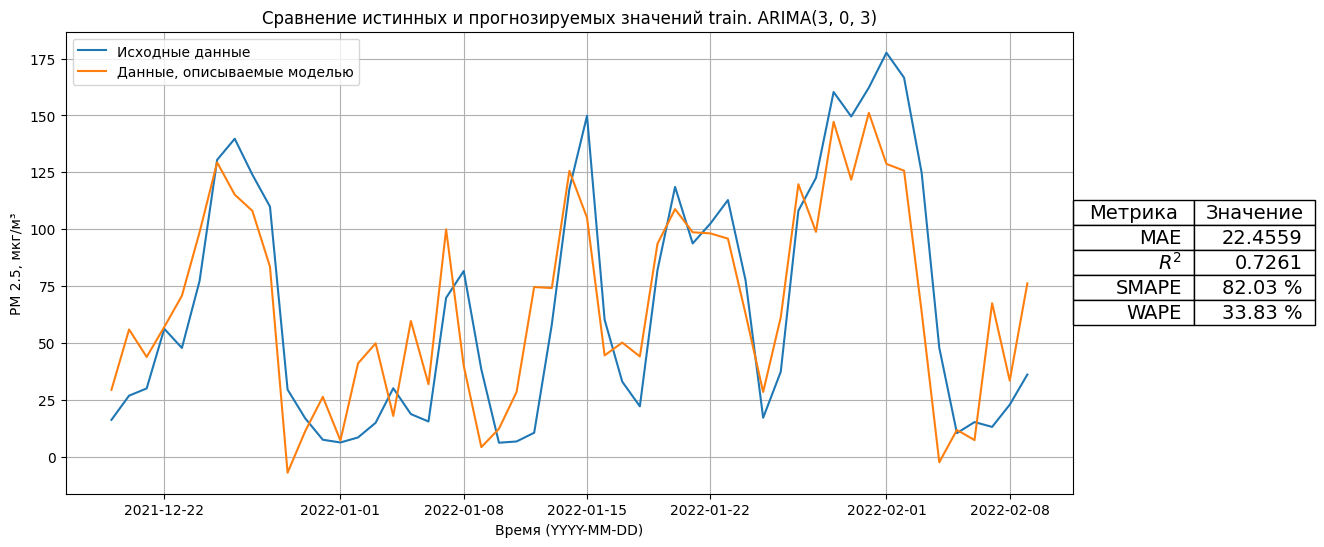 Сравнение истинных и прогнозируемых значений train. ARIMA(3, 0, 3)
Исходные данные
Данные, описываемые моделью
PM 2.5, мкг/м³
175
150
125
100
75
50
25
0
2021-12-22 2022-01-01 2022-01-08 2022-01-15 2022-01-22 2022-02-01 2022-02-08
Время (YYYY-MM-DD)
Метрика Значение
MAE 22.4559
R² 0.7261
SMAPE 82.03 %
WAPE 33.83 %